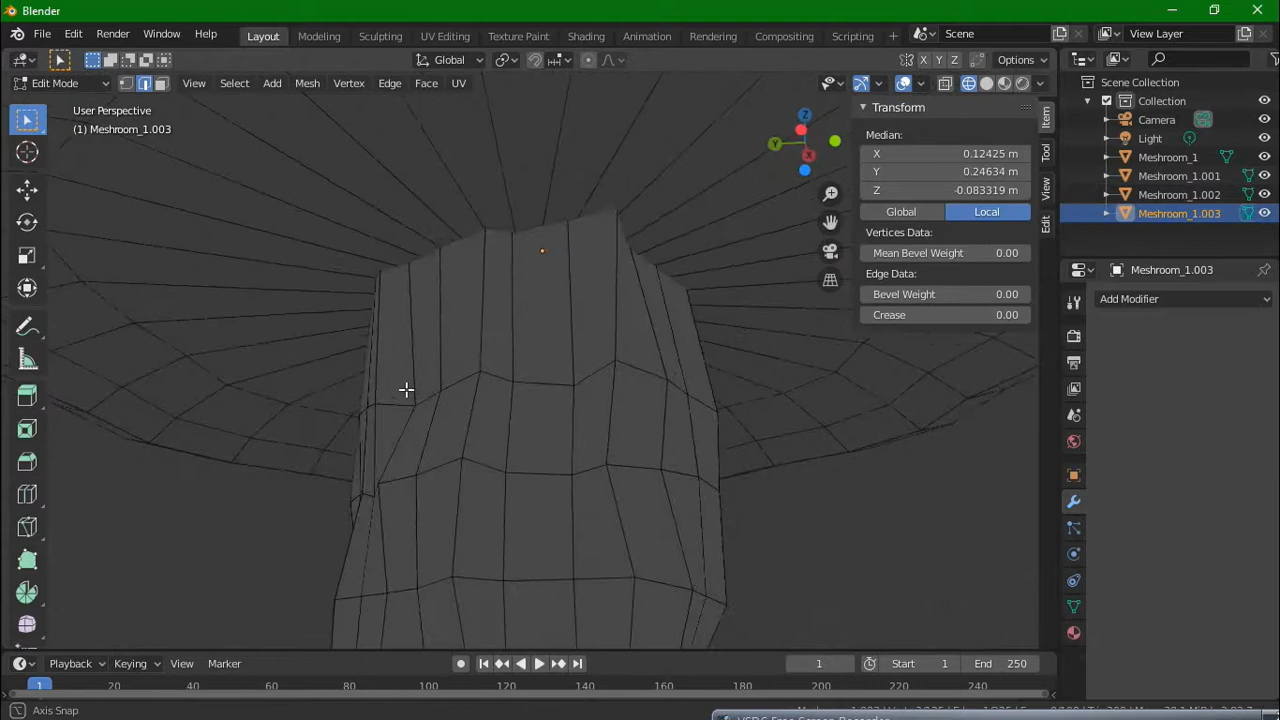 Blender
File Edit Render Window Help
Layout Modeling Sculpting UV Editing Texture Paint Shading Animation Rendering Compositing Scripting +
Scene
View Layer
Global
X Y Z Options
Edit Mode View Select Add Mesh Vertex Edge Face UV
User Perspective
(1) Meshroom_1.003
Z
Y
X
Transform
Median:
X 0.12425 m
Y 0.24634 m
Z -0.083319 m
Global Local
Vertices Data:
Mean Bevel Weight 0.00
Edge Data:
Bevel Weight 0.00
Crease 0.00
Item
Tool
View
Edit
Scene Collection
Collection
Camera
Light
Meshroom_1
Meshroom_1.001
Meshroom_1.002
Meshroom_1.003
Meshroom_1.003
Add Modifier
Playback Keying View Marker
1 Start 1 End 250
1 20 40 60 80 100 120 140 160 180 200 220 240
Axis Snap